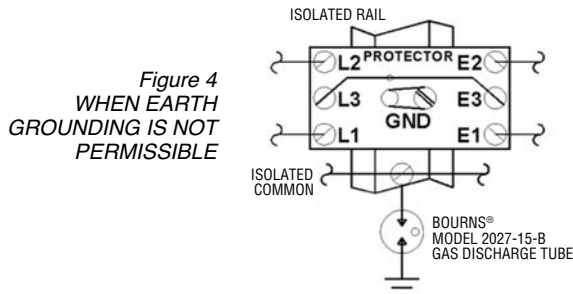 ISOLATED RAIL
L2 PROTECTOR E2
Figure 4
WHEN EARTH
GROUNDING IS NOT
PERMISSIBLE
L3 E3
GND
L1 E1
ISOLATED
COMMON
BOURNS®
MODEL 2027-15-B
GAS DISCHARGE TUBE